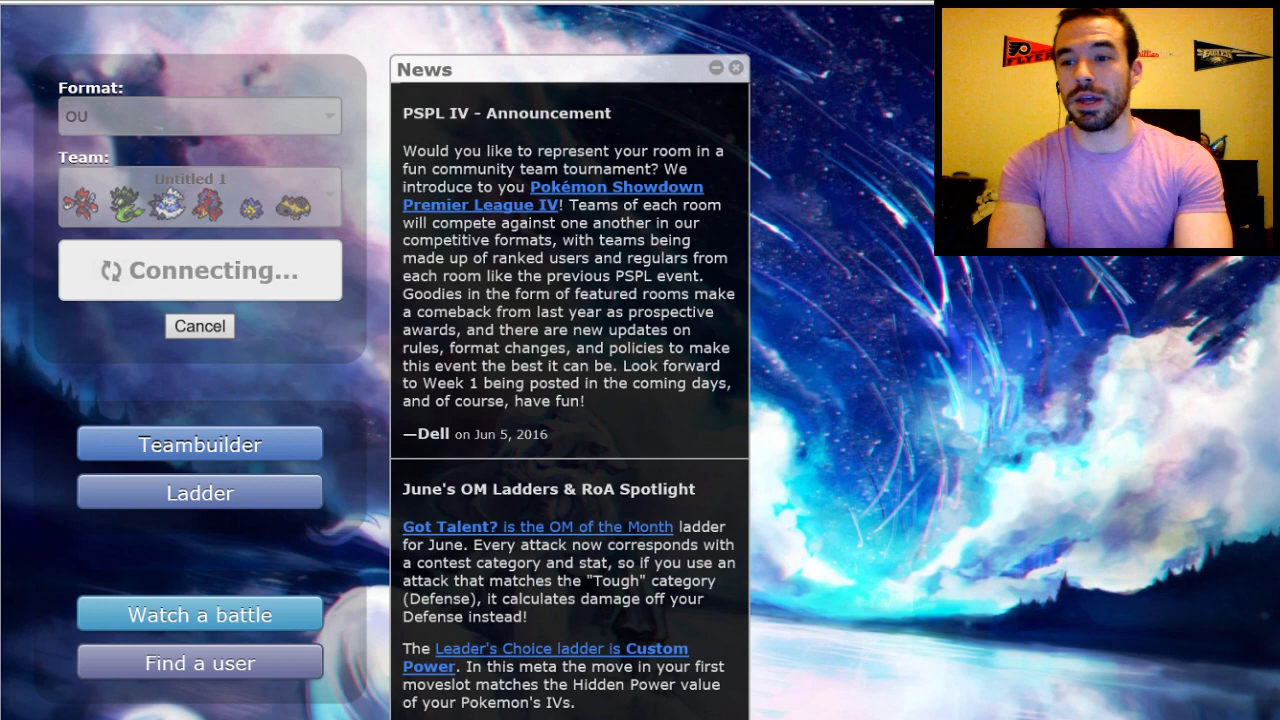 Format:
OU
Team:
Untitled 1
Connecting...
Cancel
Teambuilder
Ladder
Watch a battle
Find a user
News
PSPL IV - Announcement
Would you like to represent your room in a
fun community team tournament? We
introduce to you Pokémon Showdown
Premier League IV! Teams of each room
will compete against one another in our
competitive formats, with teams being
made up of ranked users and regulars from
each room like the previous PSPL event.
Goodies in the form of featured rooms make
a comeback from last year as prospective
awards, and there are new updates on
rules, format changes, and policies to make
this event the best it can be. Look forward
to Week 1 being posted in the coming days,
and of course, have fun!
—Dell on Jun 5, 2016
June's OM Ladders & RoA Spotlight
Got Talent? is the OM of the Month ladder
for June. Every attack now corresponds with
a contest category and stat, so if you use an
attack that matches the "Tough" category
(Defense), it calculates damage off your
Defense instead!
The Leader's Choice ladder is Custom
Power. In this meta the move in your first
moveslot matches the Hidden Power value
of your Pokemon's IVs.
FLYERS
EAGLES